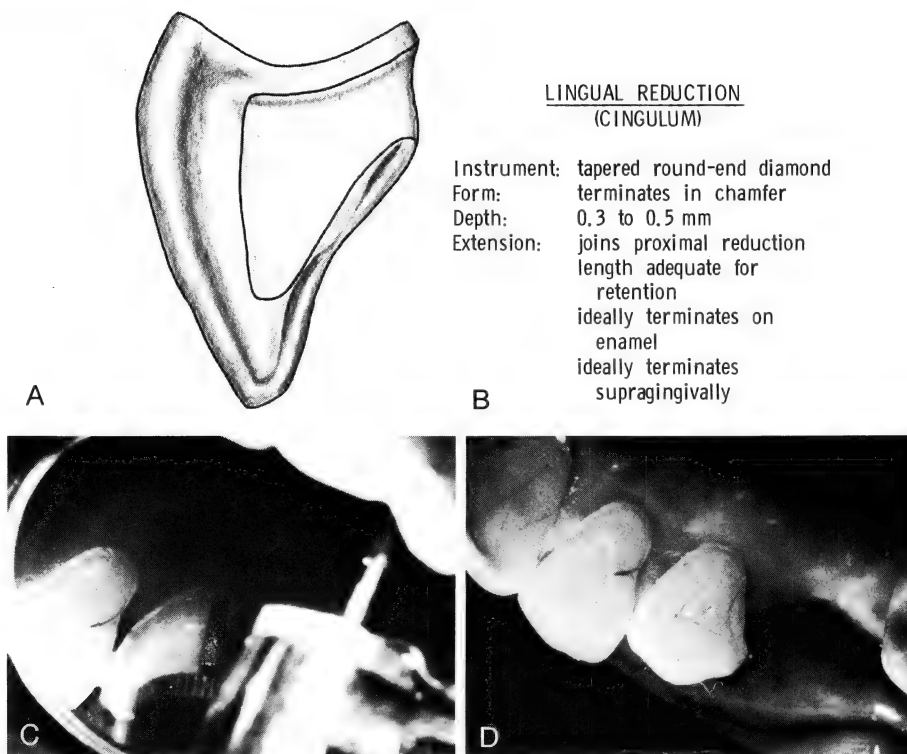 LINGUAL REDUCTION
(CINGULUM)
Instrument: tapered round-end diamond
Form: terminates in chamfer
Depth: 0.3 to 0.5 mm
Extension: joins proximal reduction
length adequate for
retention
ideally terminates on
enamel
ideally terminates
supragingivally
A
B
C
D